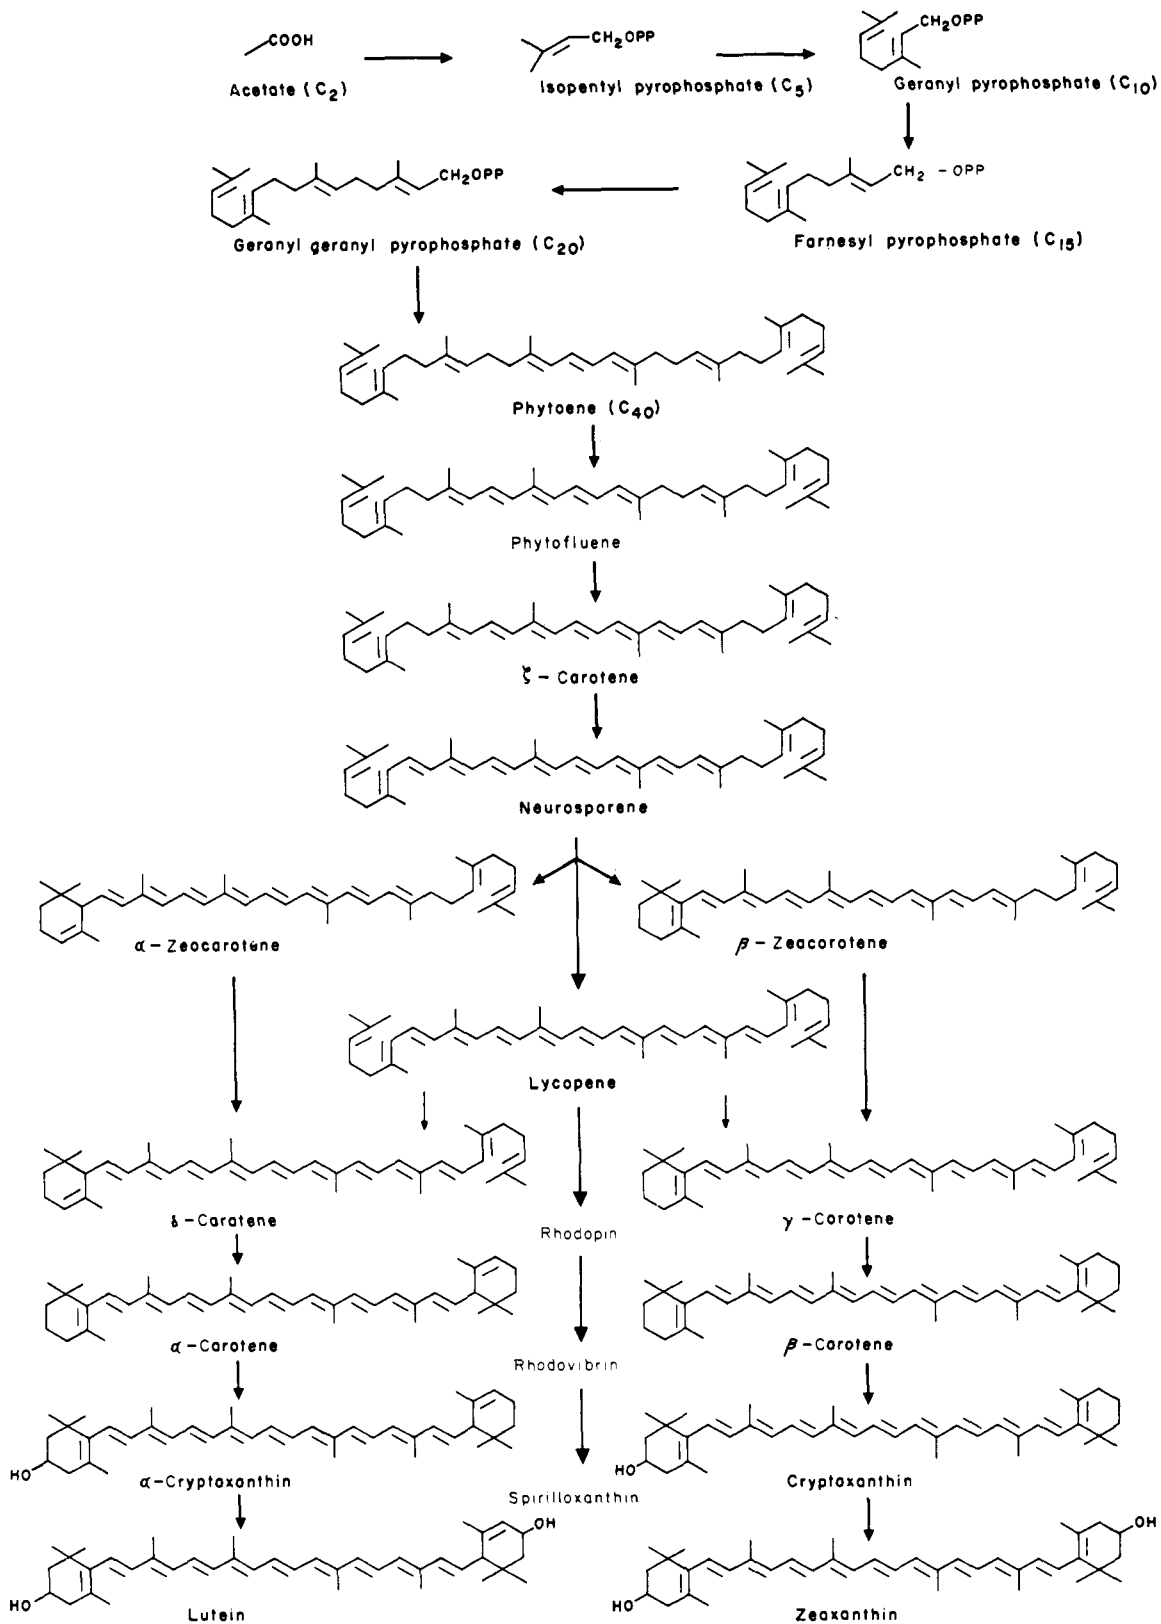 COOH
CH2OPP
CH2OPP
Acetate (C2)
Isopentyl pyrophosphate (C5)
Geranyl pyrophosphate (C10)
CH2OPP
CH2 - OPP
Geranyl geranyl pyrophosphate (C20)
Farnesyl pyrophosphate (C15)
Phytoene (C40)
Phytofluene
ζ - Carotene
Neurosporene
α - Zeocarotene
β - Zeacorotene
Lycopene
δ - Carotene
γ - Corotene
Rhodopin
α - Carotene
β - Carotene
Rhodovibrin
HO
HO
α - Cryptoxanthin
Cryptoxanthin
Spirilloxanthin
OH
OH
HO
HO
Lutein
Zeaxanthin